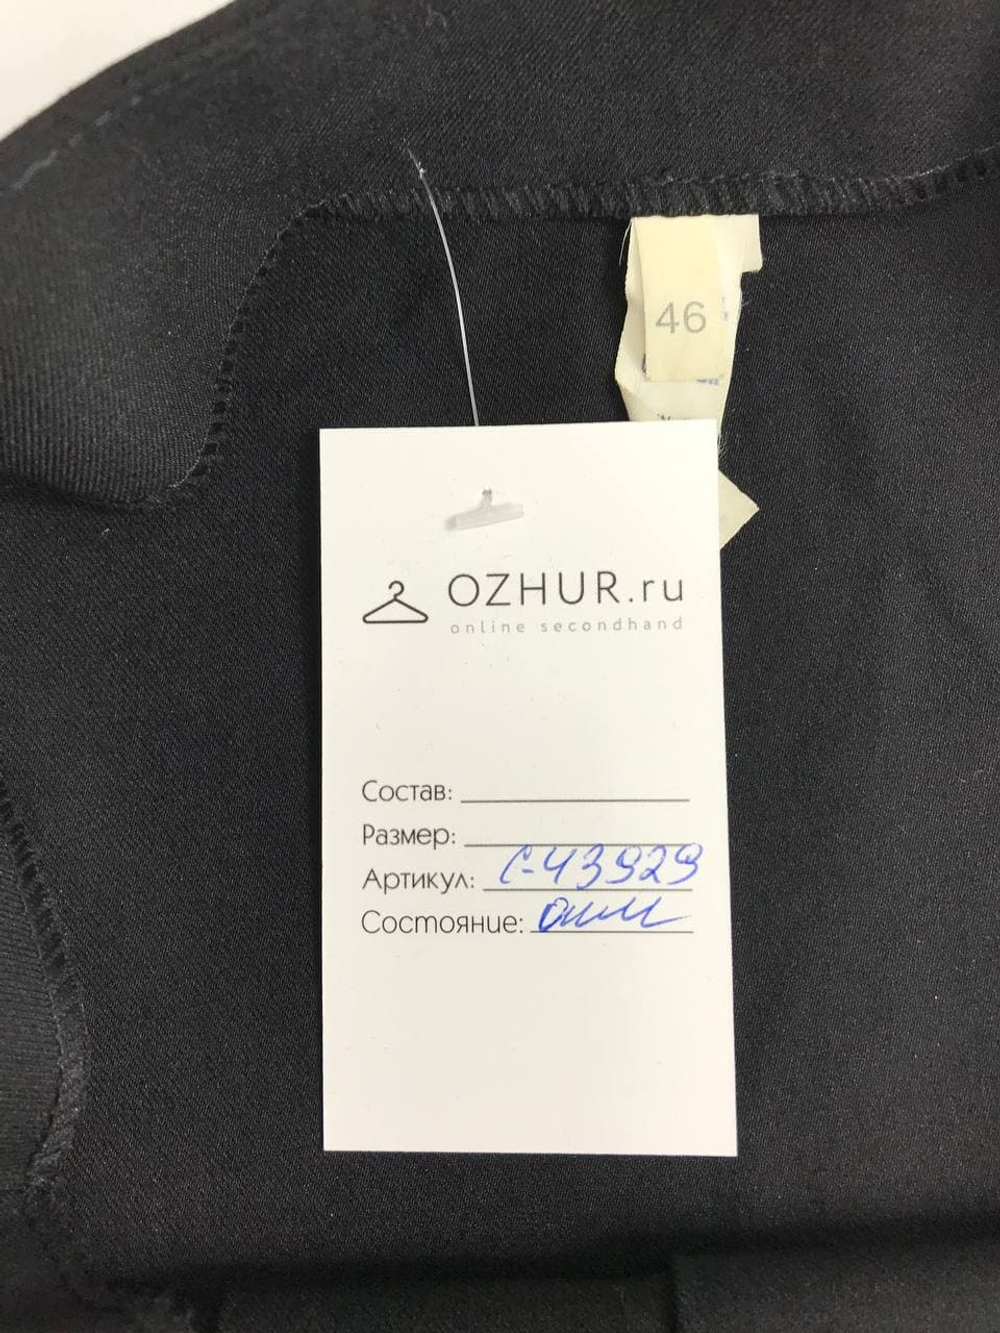 46
OZHUR.ru
online secondhand
Состав:
Размер:
Артикул: С-43929
Состояние: отл